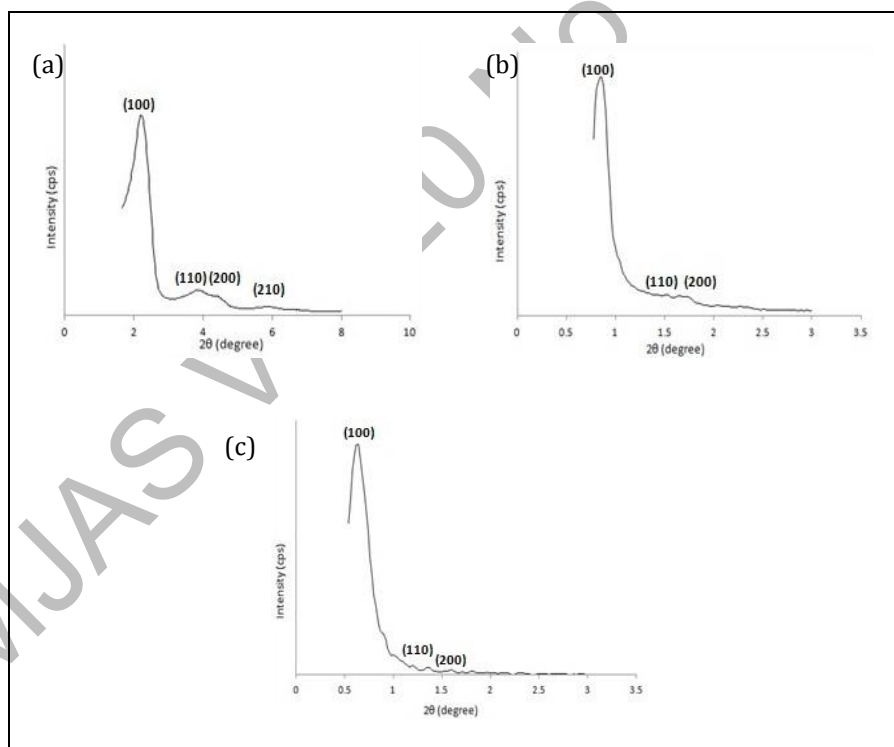 (a)
(100)
(110) (200)
(210)
Intensity (cps)
0 2 4 6 8 10
2θ (degree)
(b)
(100)
(110) (200)
Intensity (cps)
0 0.5 1 1.5 2 2.5 3 3.5
2θ (degree)
(c)
(100)
(110)
(200)
Intensity (cps)
0 0.5 1 1.5 2 2.5 3 3.5
2θ (degree)
MJAS